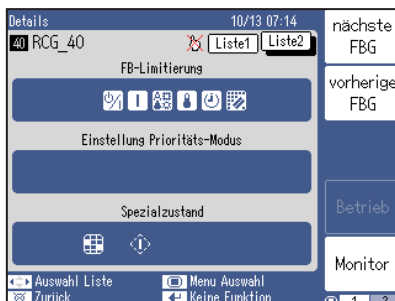 Details 10/13 07:14
40 RCG_40 Liste1 Liste2
FB-Limitierung
Einstellung Prioritäts-Modus
Spezialzustand
Auswahl Liste Menu Auswahl
Zurück Keine Funktion
nächste
FBG
vorherige
FBG
Betrieb
Monitor
1 2